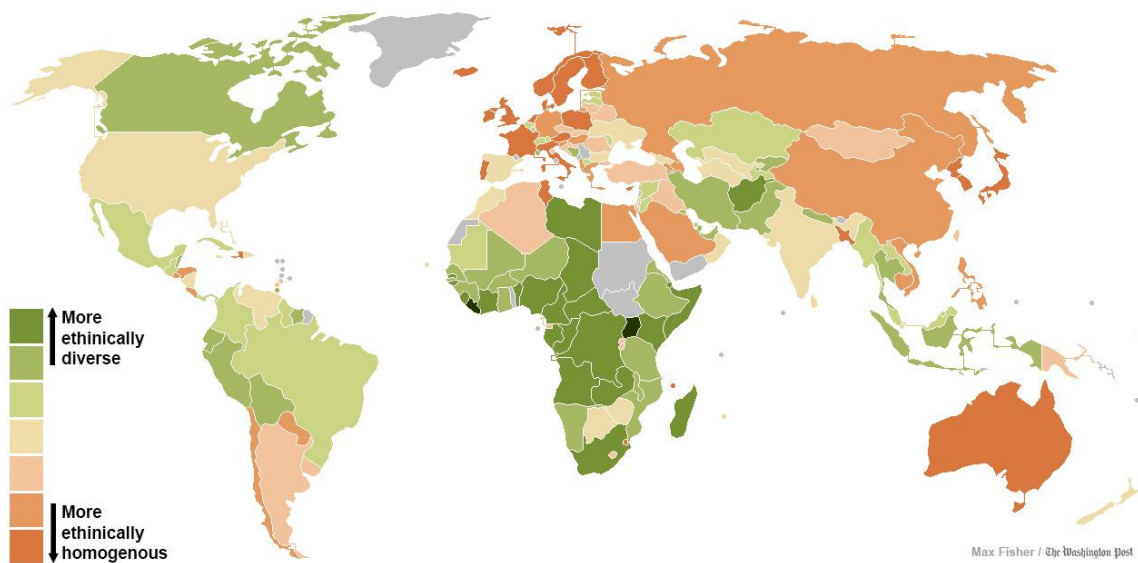 More
ethinically
diverse
More
ethinically
homogenous
Max Fisher / The Washington Post